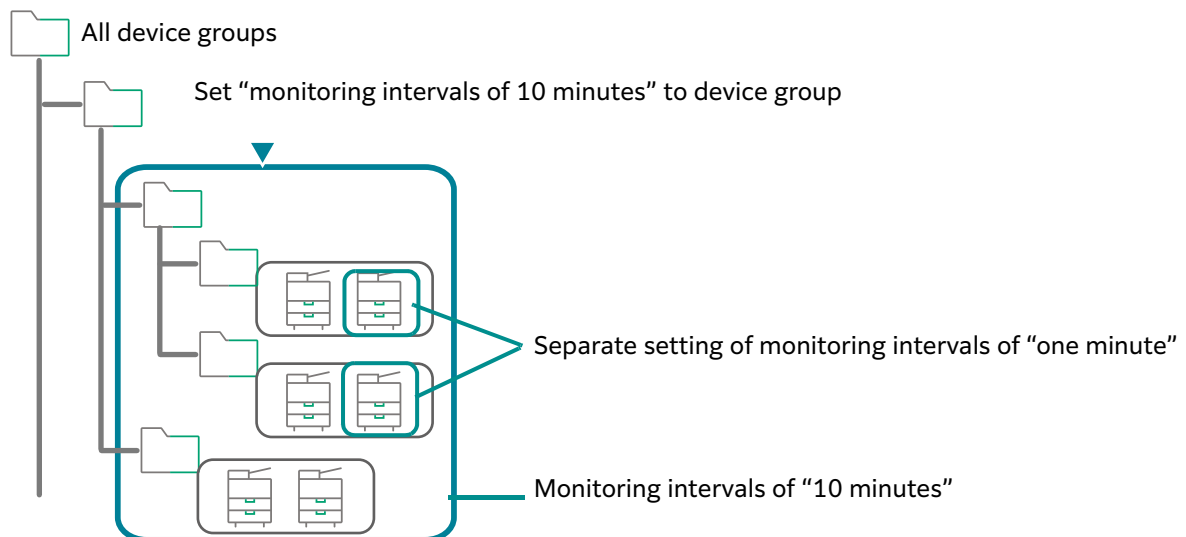 All device groups
Set “monitoring intervals of 10 minutes” to device group
Separate setting of monitoring intervals of “one minute”
Monitoring intervals of “10 minutes”